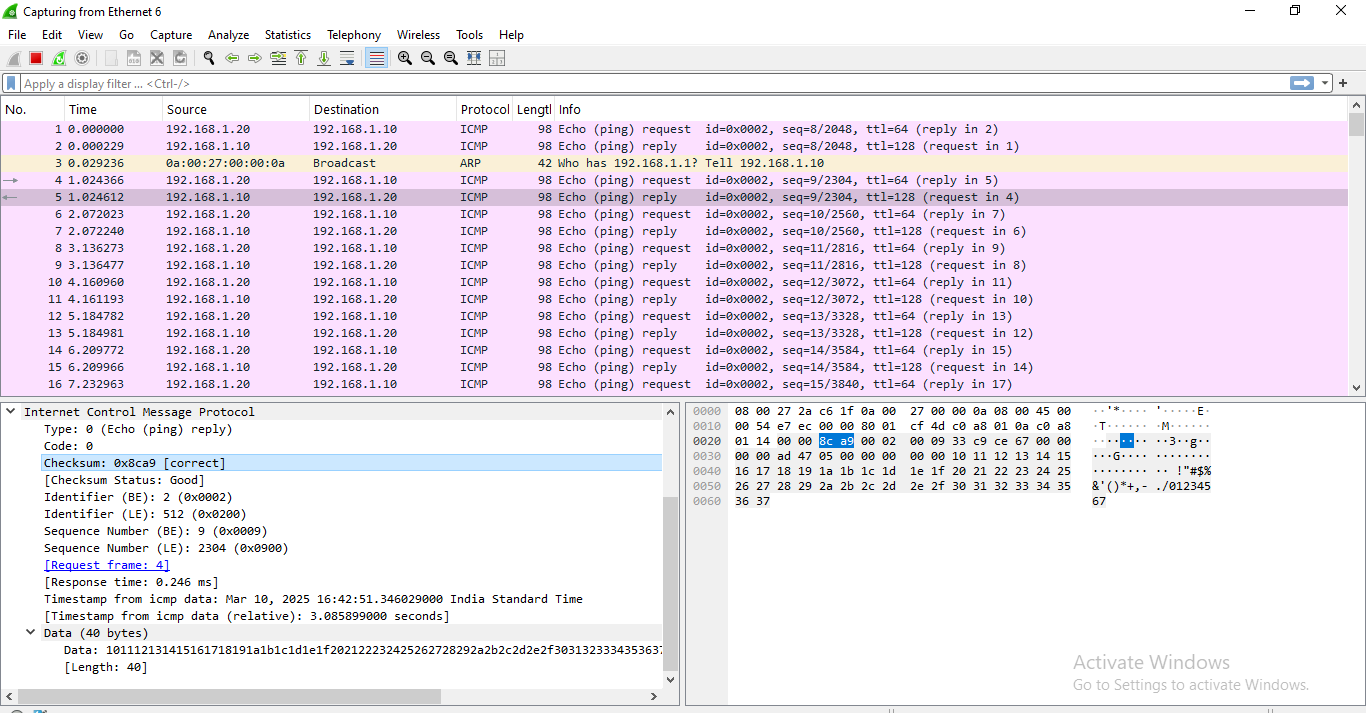 Capturing from Ethernet 6
File Edit View Go Capture Analyze Statistics Telephony Wireless Tools Help
Apply a display filter ... <Ctrl-/>
No. Time Source Destination Protocol Lengtl Info
1 0.000000 192.168.1.20 192.168.1.10 ICMP 98 Echo (ping) request id=0x0002, seq=8/2048, ttl=64 (reply in 2)
2 0.000229 192.168.1.10 192.168.1.20 ICMP 98 Echo (ping) reply id=0x0002, seq=8/2048, ttl=128 (request in 1)
3 0.029236 0a:00:27:00:00:0a Broadcast ARP 42 Who has 192.168.1.1? Tell 192.168.1.10
4 1.024366 192.168.1.20 192.168.1.10 ICMP 98 Echo (ping) request id=0x0002, seq=9/2304, ttl=64 (reply in 5)
5 1.024612 192.168.1.10 192.168.1.20 ICMP 98 Echo (ping) reply id=0x0002, seq=9/2304, ttl=128 (request in 4)
6 2.072023 192.168.1.20 192.168.1.10 ICMP 98 Echo (ping) request id=0x0002, seq=10/2560, ttl=64 (reply in 7)
7 2.072240 192.168.1.10 192.168.1.20 ICMP 98 Echo (ping) reply id=0x0002, seq=10/2560, ttl=128 (request in 6)
8 3.136273 192.168.1.20 192.168.1.10 ICMP 98 Echo (ping) request id=0x0002, seq=11/2816, ttl=64 (reply in 9)
9 3.136477 192.168.1.10 192.168.1.20 ICMP 98 Echo (ping) reply id=0x0002, seq=11/2816, ttl=128 (request in 8)
10 4.160960 192.168.1.20 192.168.1.10 ICMP 98 Echo (ping) request id=0x0002, seq=12/3072, ttl=64 (reply in 11)
11 4.161193 192.168.1.10 192.168.1.20 ICMP 98 Echo (ping) reply id=0x0002, seq=12/3072, ttl=128 (request in 10)
12 5.184782 192.168.1.20 192.168.1.10 ICMP 98 Echo (ping) request id=0x0002, seq=13/3328, ttl=64 (reply in 13)
13 5.184981 192.168.1.10 192.168.1.20 ICMP 98 Echo (ping) reply id=0x0002, seq=13/3328, ttl=128 (request in 12)
14 6.209772 192.168.1.20 192.168.1.10 ICMP 98 Echo (ping) request id=0x0002, seq=14/3584, ttl=64 (reply in 15)
15 6.209966 192.168.1.10 192.168.1.20 ICMP 98 Echo (ping) reply id=0x0002, seq=14/3584, ttl=128 (request in 14)
16 7.232963 192.168.1.20 192.168.1.10 ICMP 98 Echo (ping) request id=0x0002, seq=15/3840, ttl=64 (reply in 17)
Internet Control Message Protocol
Type: 0 (Echo (ping) reply)
Code: 0
Checksum: 0x8ca9 [correct]
[Checksum Status: Good]
Identifier (BE): 2 (0x0002)
Identifier (LE): 512 (0x0200)
Sequence Number (BE): 9 (0x0009)
Sequence Number (LE): 2304 (0x0900)
[Request frame: 4]
[Response time: 0.246 ms]
Timestamp from icmp data: Mar 10, 2025 16:42:51.346029000 India Standard Time
[Timestamp from icmp data (relative): 3.085899000 seconds]
Data (40 bytes)
Data: 101112131415161718191a1b1c1d1e1f202122232425262728292a2b2c2d2e2f3031323334353637
[Length: 40]
0000 08 00 27 2a c6 1f 0a 00 27 00 00 0a 08 00 45 00 ··'*···· '·····E·
0010 00 54 e7 ec 00 00 80 01 cf 4d c0 a8 01 0a c0 a8 ·T······ ·M······
0020 01 14 00 00 8c a9 00 02 00 09 33 c9 ce 67 00 00 ········ ··3··g··
0030 00 00 ad 47 05 00 00 00 00 00 10 11 12 13 14 15 ···G···· ········
0040 16 17 18 19 1a 1b 1c 1d 1e 1f 20 21 22 23 24 25 ········ ·· !"#$%
0050 26 27 28 29 2a 2b 2c 2d 2e 2f 30 31 32 33 34 35 &'()*+,- ./012345
0060 36 37 67
Activate Windows
Go to Settings to activate Windows.